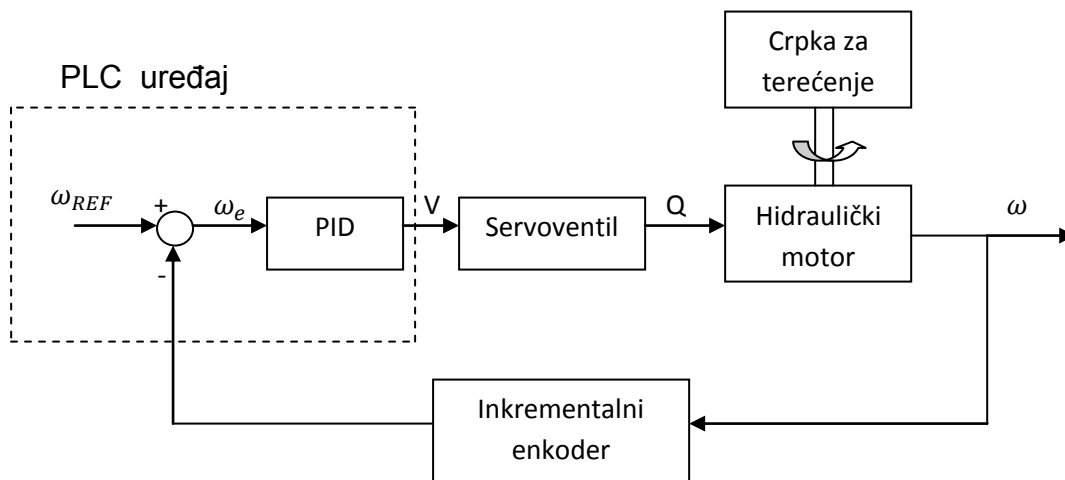 Crpka za
terećenje
PLC uređaj
ω_REF
+
ω_e
PID
V
Servoventil
Q
Hidraulički
motor
ω
-
Inkrementalni
enkoder